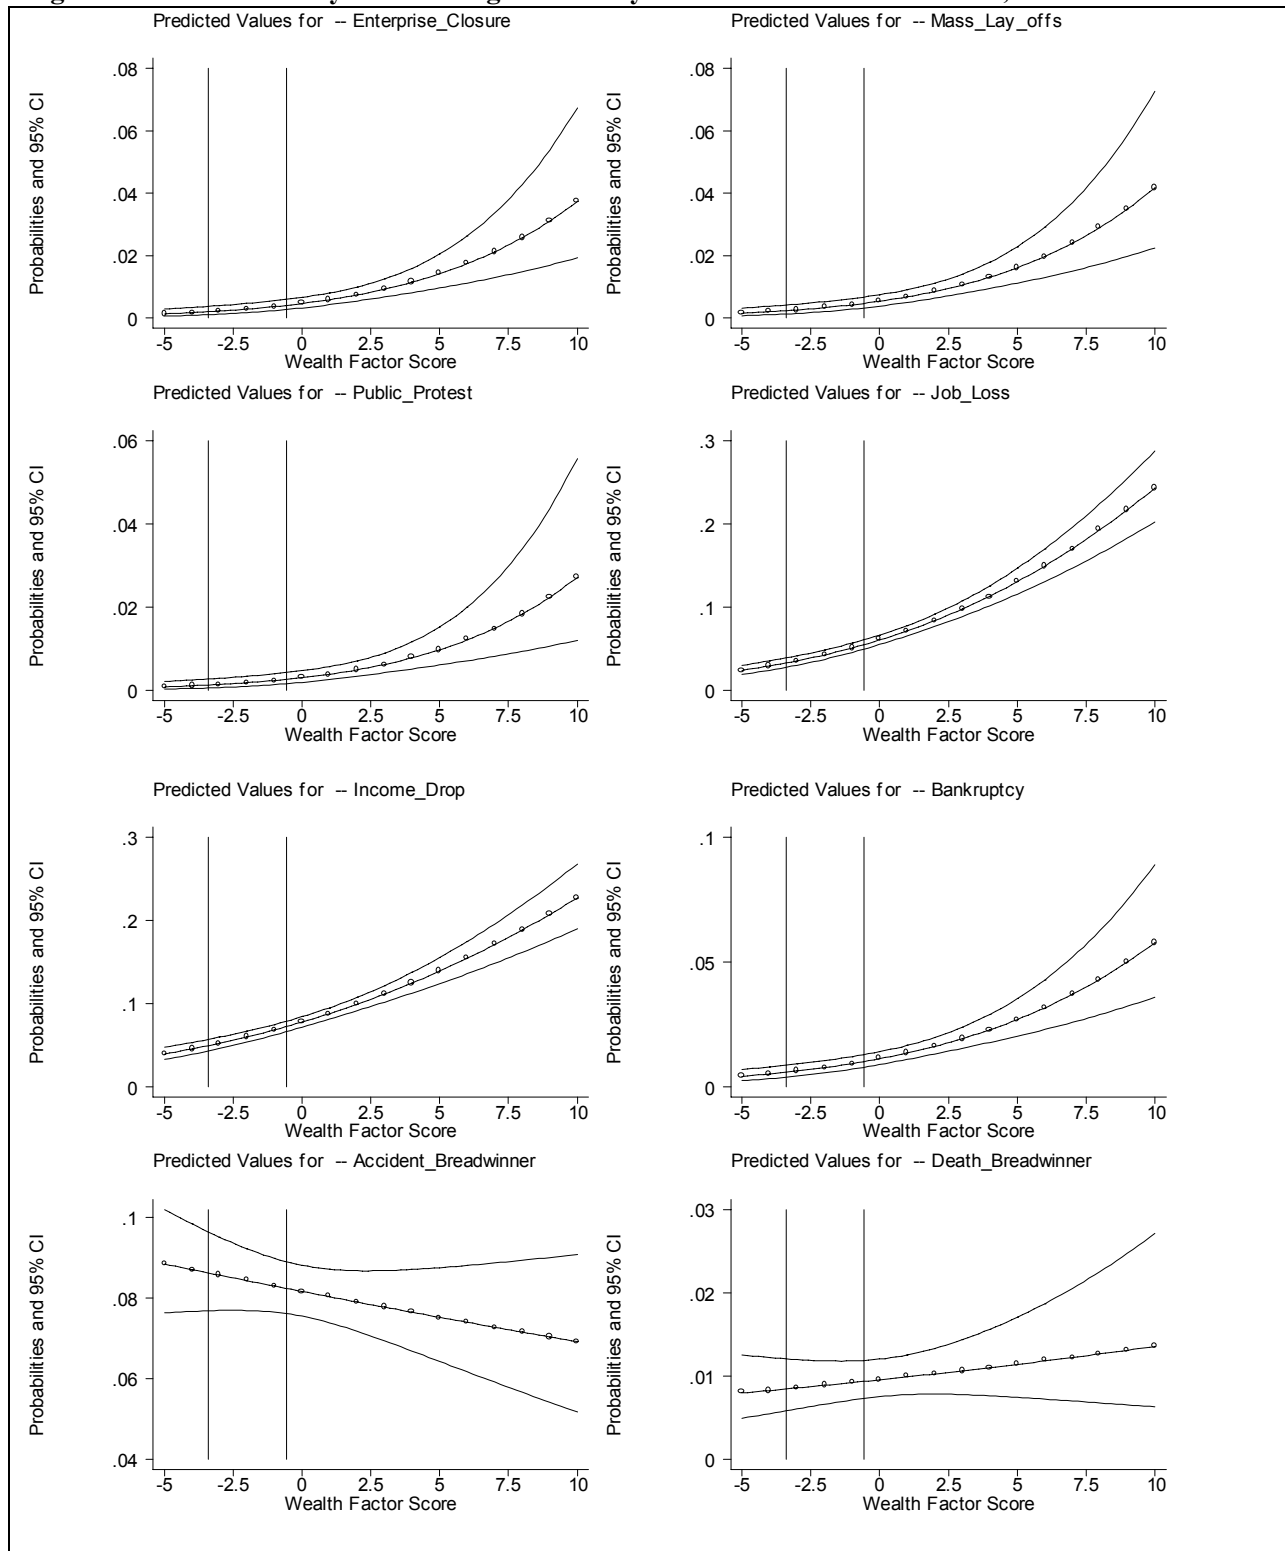 Predicted Values for -- Enterprise_Closure
Probabilities and 95% CI
.08
.06
.04
.02
0
-5 -2.5 0 2.5 5 7.5 10
Wealth Factor Score
Predicted Values for -- Mass_Lay_offs
Probabilities and 95% CI
.08
.06
.04
.02
0
-5 -2.5 0 2.5 5 7.5 10
Wealth Factor Score
Predicted Values for -- Public_Protest
Probabilities and 95% CI
.06
.04
.02
0
-5 -2.5 0 2.5 5 7.5 10
Wealth Factor Score
Predicted Values for -- Job_Loss
Probabilities and 95% CI
.3
.2
.1
0
-5 -2.5 0 2.5 5 7.5 10
Wealth Factor Score
Predicted Values for -- Income_Drop
Probabilities and 95% CI
.3
.2
.1
0
-5 -2.5 0 2.5 5 7.5 10
Wealth Factor Score
Predicted Values for -- Bankruptcy
Probabilities and 95% CI
.1
.05
0
-5 -2.5 0 2.5 5 7.5 10
Wealth Factor Score
Predicted Values for -- Accident_Breadwinner
Probabilities and 95% CI
.1
.08
.06
.04
-5 -2.5 0 2.5 5 7.5 10
Wealth Factor Score
Predicted Values for -- Death_Breadwinner
Probabilities and 95% CI
.03
.02
.01
0
-5 -2.5 0 2.5 5 7.5 10
Wealth Factor Score